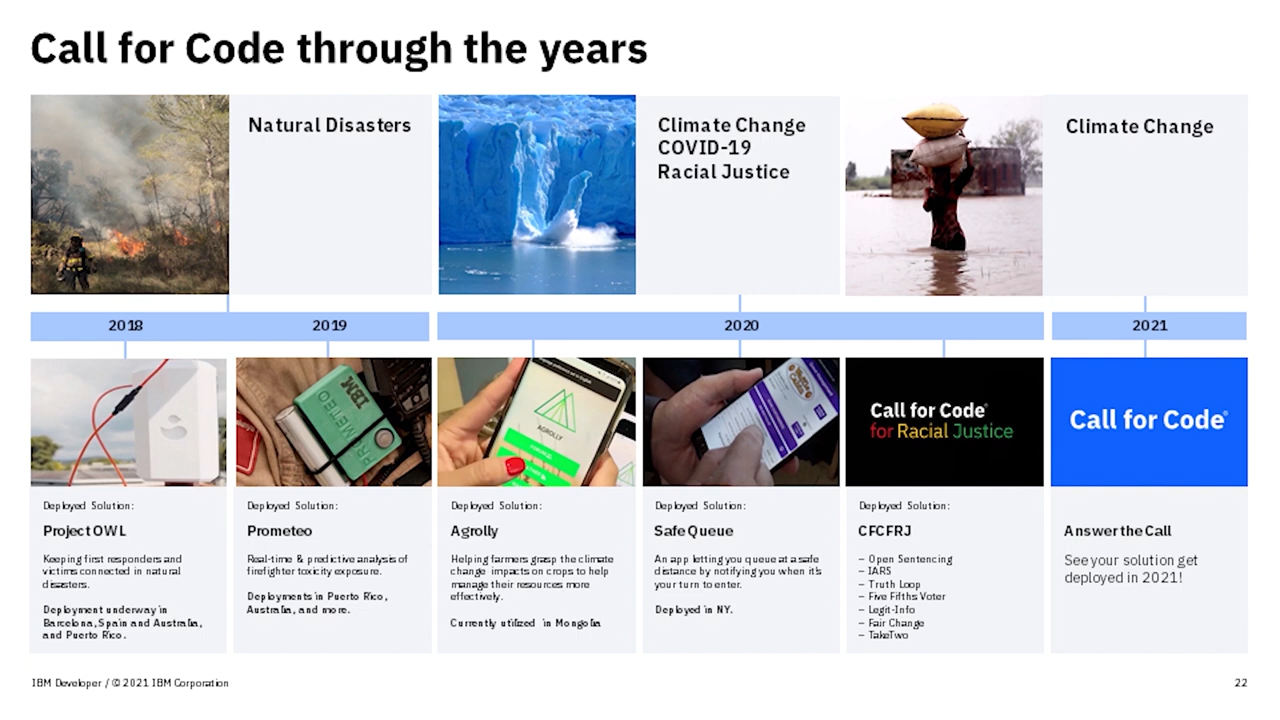 Call for Code through the years
Natural Disasters
Climate Change
COVID-19
Racial Justice
Climate Change
2018
2019
2020
2021
IBM
PROMETEO
AGROLLY
Call for Code®
for Racial Justice
Call for Code®
Deployed Solution:
Project OWL
Keeping first responders and
victims connected in natural
disasters.
Deployment underway in
Barcelona, Spain and Australia,
and Puerto Rico.
Deployed Solution:
Prometeo
Real-time & predictive analysis of
firefighter toxicity exposure.
Deployments in Puerto Rico,
Australia, and more.
Deployed Solution:
Agrolly
Helping farmers grasp the climate
change impacts on crops to help
manage their resources more
effectively.
Currently utilized in Mongolia
Deployed Solution:
Safe Queue
An app letting you queue at a safe
distance by notifying you when it's
your turn to enter.
Deployed in NY.
Deployed Solution:
CFCFRJ
– Open Sentencing
– IARS
– Truth Loop
– Five Fifths Voter
– Legit-Info
– Fair Change
– TakeTwo
Answer the Call
See your solution get
deployed in 2021!
IBM Developer / © 2021 IBM Corporation
22